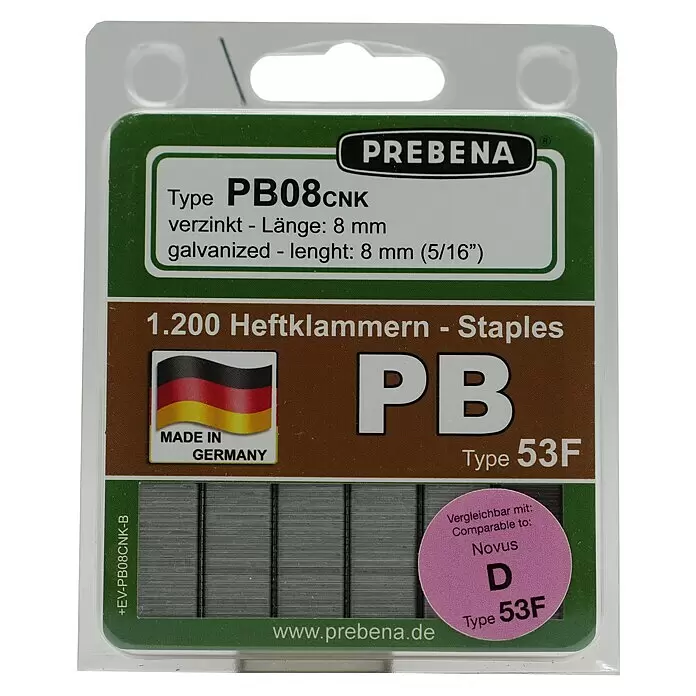 PREBENA®
Type PB08CNK
verzinkt - Länge: 8 mm
galvanized - lenght: 8 mm (5/16”)
1.200 Heftklammern - Staples
PB
Type 53F
MADE IN
GERMANY
+EV-PB08CNK-B
Vergleichbar mit:
Comparable to:
Novus
D
Type 53F
www.prebena.de